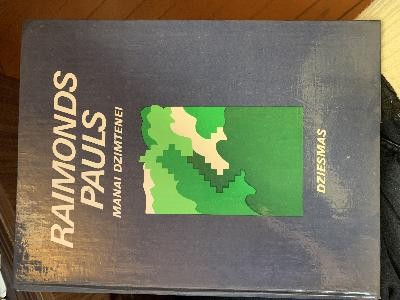 RAIMONDS
PAULS
MANAI DZIMTENEI
DZIESMAS